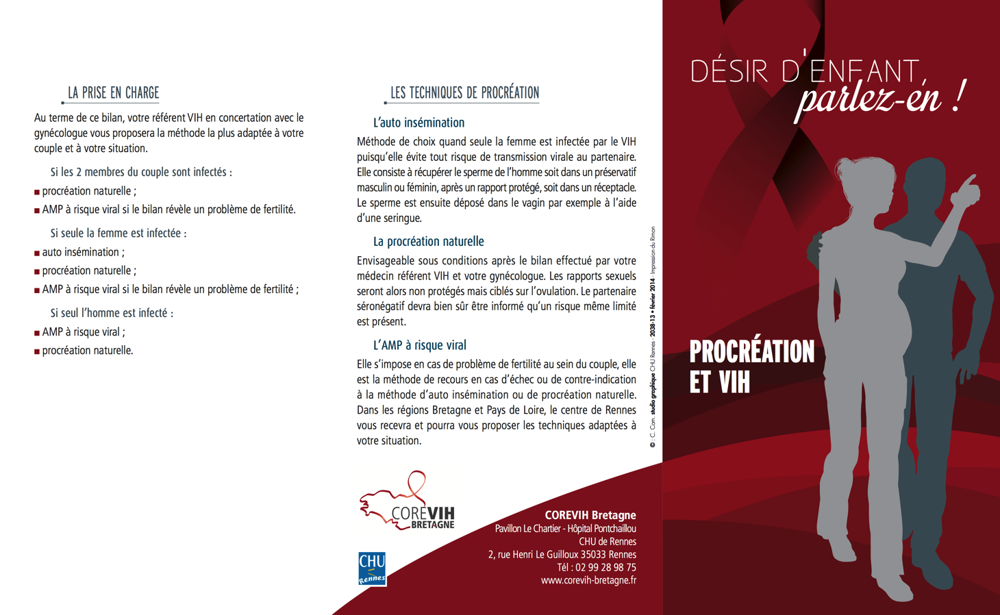 LA PRISE EN CHARGE
Au terme de ce bilan, votre référent VIH en concertation avec le
gynécologue vous proposera la méthode la plus adaptée à votre
couple et à votre situation.
Si les 2 membres du couple sont infectés :
■ procréation naturelle ;
■ AMP à risque viral si le bilan révèle un problème de fertilité.
Si seule la femme est infectée :
■ auto insémination ;
■ procréation naturelle ;
■ AMP à risque viral si le bilan révèle un problème de fertilité ;
Si seul l'homme est infecté :
■ AMP à risque viral ;
■ procréation naturelle.
LES TECHNIQUES DE PROCRÉATION
L'auto insémination
Méthode de choix quand seule la femme est infectée par le VIH
puisqu'elle évite tout risque de transmission virale au partenaire.
Elle consiste à récupérer le sperme de l'homme soit dans un préservatif
masculin ou féminin, après un rapport protégé, soit dans un réceptacle.
Le sperme est ensuite déposé dans le vagin par exemple à l'aide
d'une seringue.
La procréation naturelle
Envisageable sous conditions après le bilan effectué par votre
médecin référent VIH et votre gynécologue. Les rapports sexuels
seront alors non protégés mais ciblés sur l'ovulation. Le partenaire
séronégatif devra bien sûr être informé qu'un risque même limité
est présent.
L'AMP à risque viral
Elle s'impose en cas de problème de fertilité au sein du couple, elle
est la méthode de recours en cas d'échec ou de contre-indication
à la méthode d'auto insémination ou de procréation naturelle.
Dans les régions Bretagne et Pays de Loire, le centre de Rennes
vous recevra et pourra vous proposer les techniques adaptées à
votre situation.
CORÉVIH
BRETAGNE
CHU
Rennes
COREVIH Bretagne
Pavillon Le Chartier - Hôpital Pontchaillou
CHU de Rennes
2, rue Henri Le Guilloux 35033 Rennes
Tél : 02 99 28 98 75
www.corevih-bretagne.fr
© : C. Com. studio graphique CHU Rennes - 2038-13 • février 2014 - Impression du Rimon
DÉSIR D'ENFANT,
parlez-en !
PROCRÉATION
ET VIH